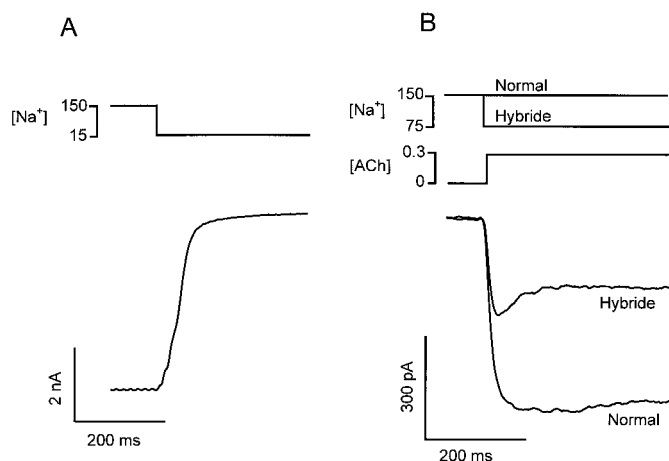 A
[Na⁺]
150
15
2 nA
200 ms
B
[Na⁺]
150
75
Normal
Hybride
[ACh]
0.3
0
Hybride
Normal
300 pA
200 ms